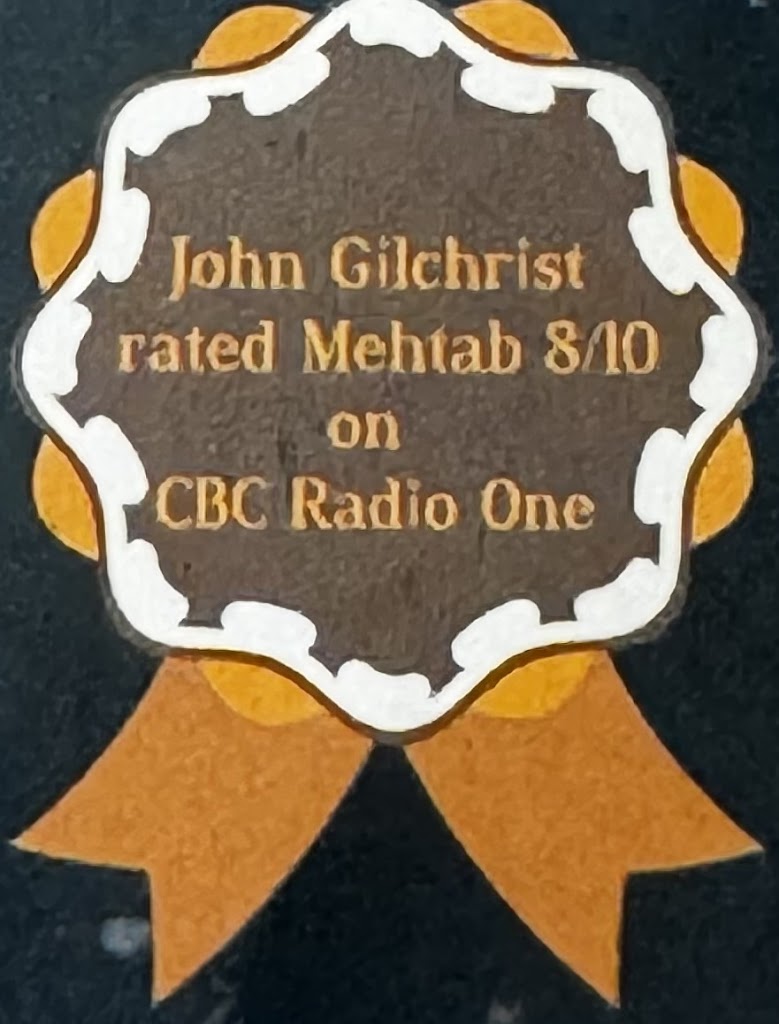 John Gilchrist
rated Mehtab 8/10
on
CBC Radio One